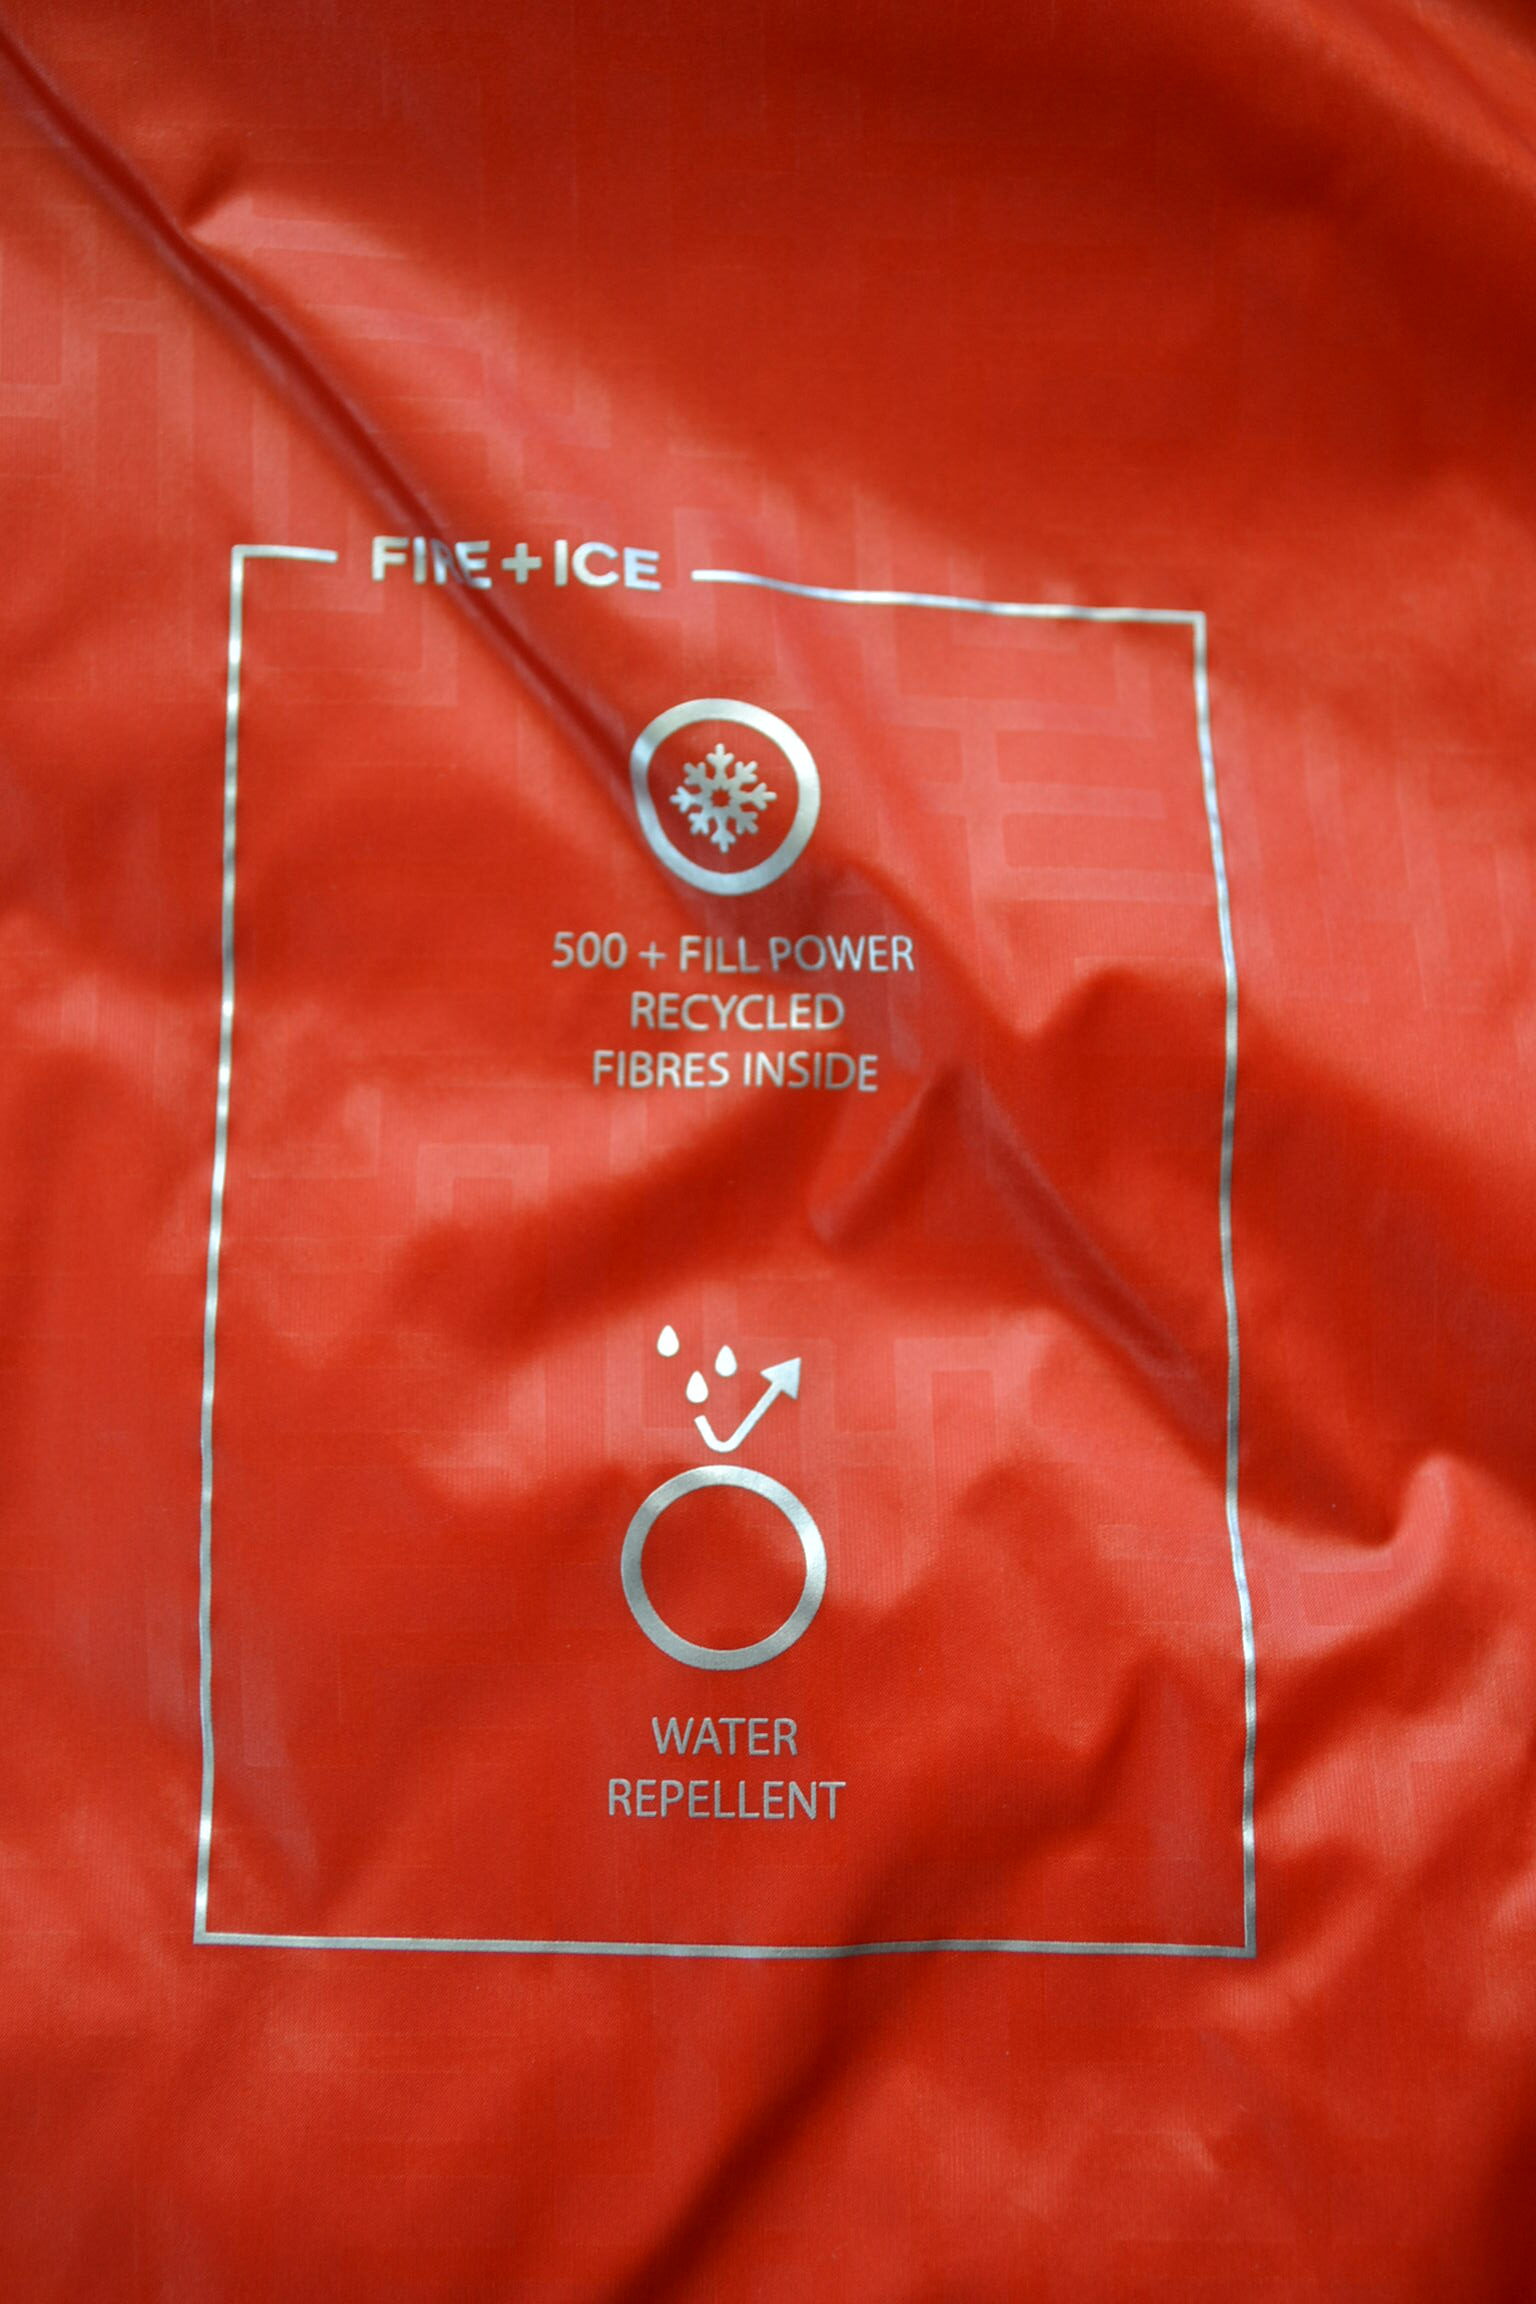 FIRE+ICE
500 + FILL POWER
RECYCLED
FIBRES INSIDE
WATER
REPELLENT